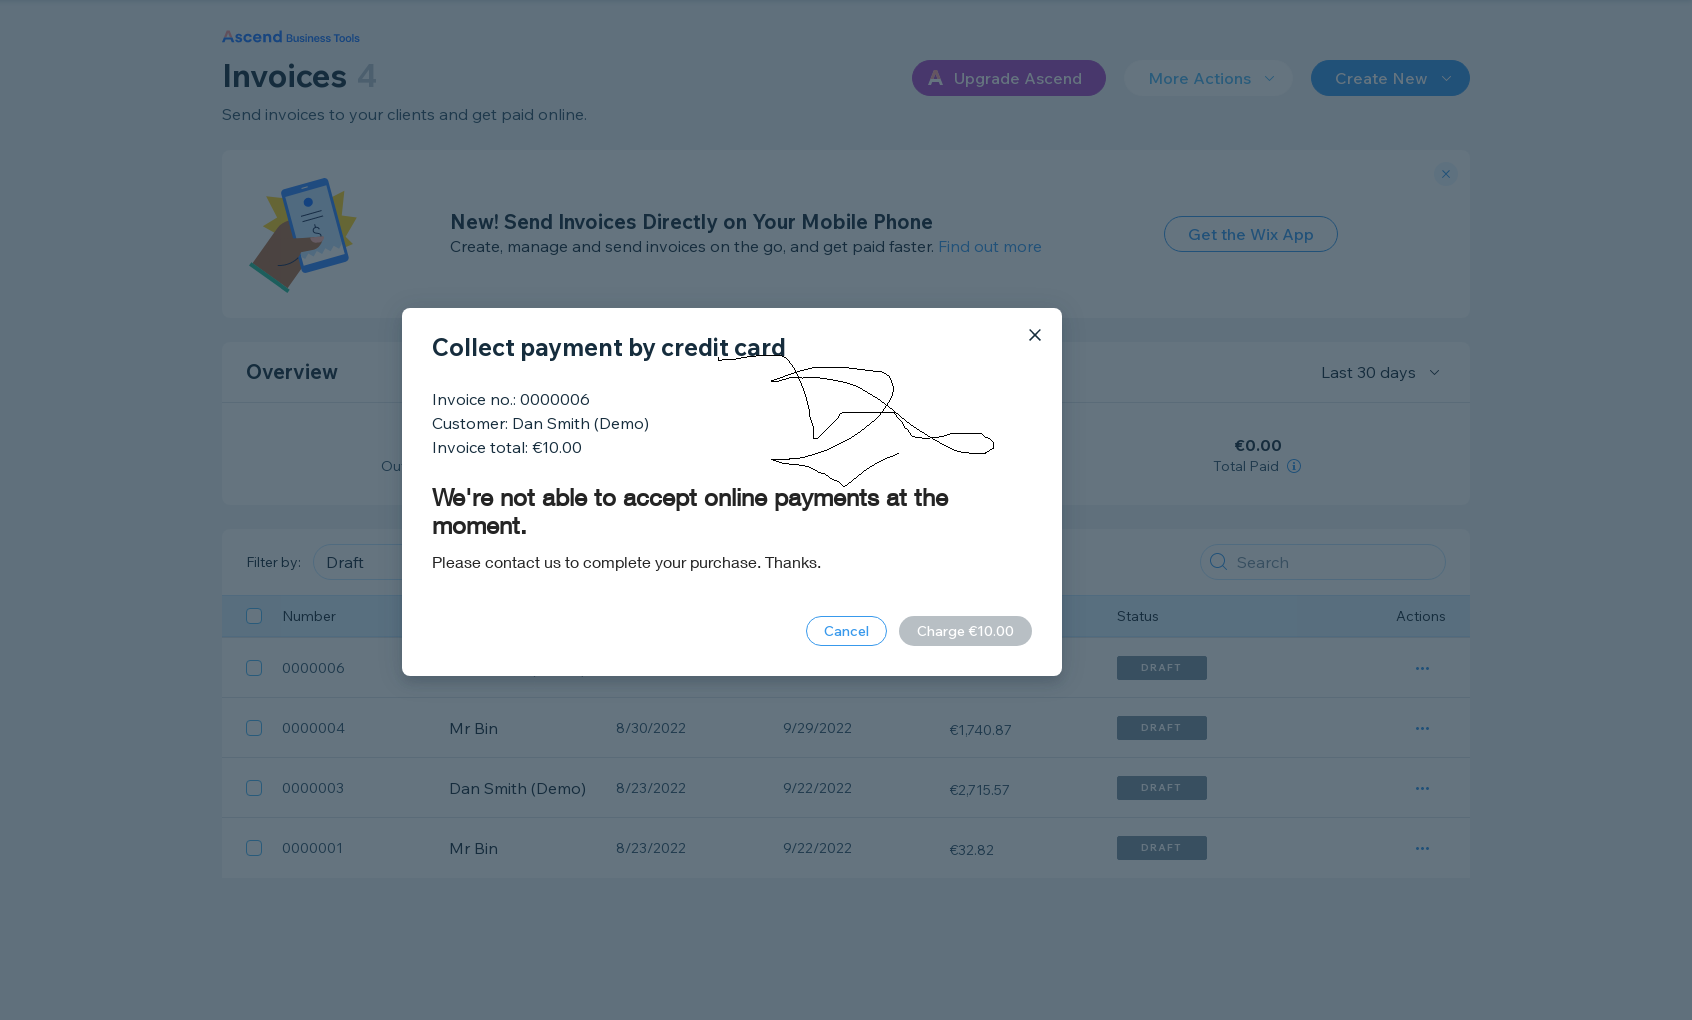 Ascend Business Tools
Invoices 4
Upgrade Ascend
More Actions
Create New
Send invoices to your clients and get paid online.
New! Send Invoices Directly on Your Mobile Phone
Create, manage and send invoices on the go, and get paid faster. Find out more
Get the Wix App
Collect payment by credit card
Invoice no.: 0000006
Customer: Dan Smith (Demo)
Invoice total: €10.00
We're not able to accept online payments at the
moment.
Please contact us to complete your purchase. Thanks.
Cancel
Charge €10.00
Overview
Last 30 days
€0.00
Total Paid
Filter by:
Draft
Search
Number
Status
Actions
0000006
DRAFT
0000004 Mr Bin 8/30/2022 9/29/2022 €1,740.87 DRAFT
0000003 Dan Smith (Demo) 8/23/2022 9/22/2022 €2,715.57 DRAFT
0000001 Mr Bin 8/23/2022 9/22/2022 €32.82 DRAFT